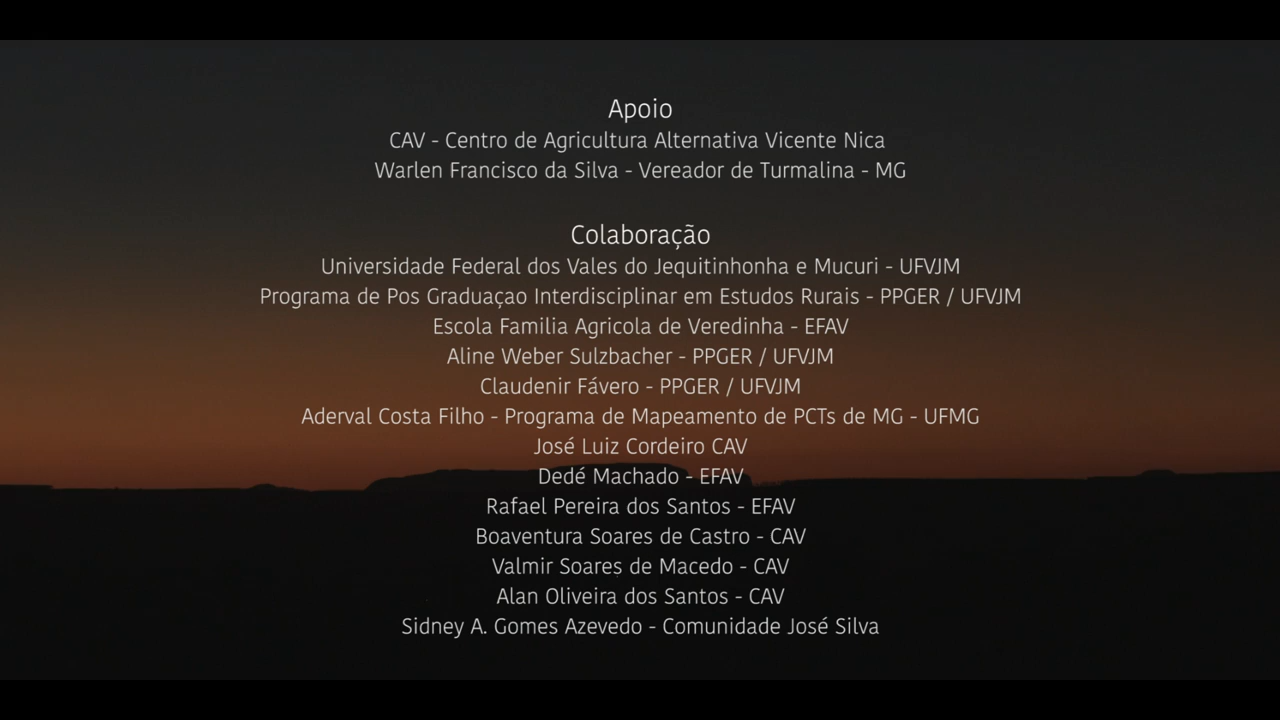 Apoio
CAV - Centro de Agricultura Alternativa Vicente Nica
Warlen Francisco da Silva - Vereador de Turmalina - MG
Colaboração
Universidade Federal dos Vales do Jequitinhonha e Mucuri - UFVJM
Programa de Pos Graduaçao Interdisciplinar em Estudos Rurais - PPGER / UFVJM
Escola Familia Agricola de Veredinha - EFAV
Aline Weber Sulzbacher - PPGER / UFVJM
Claudenir Fávero - PPGER / UFVJM
Aderval Costa Filho - Programa de Mapeamento de PCTs de MG - UFMG
José Luiz Cordeiro CAV
Dedé Machado - EFAV
Rafael Pereira dos Santos - EFAV
Boaventura Soares de Castro - CAV
Valmir Soares de Macedo - CAV
Alan Oliveira dos Santos - CAV
Sidney A. Gomes Azevedo - Comunidade José Silva